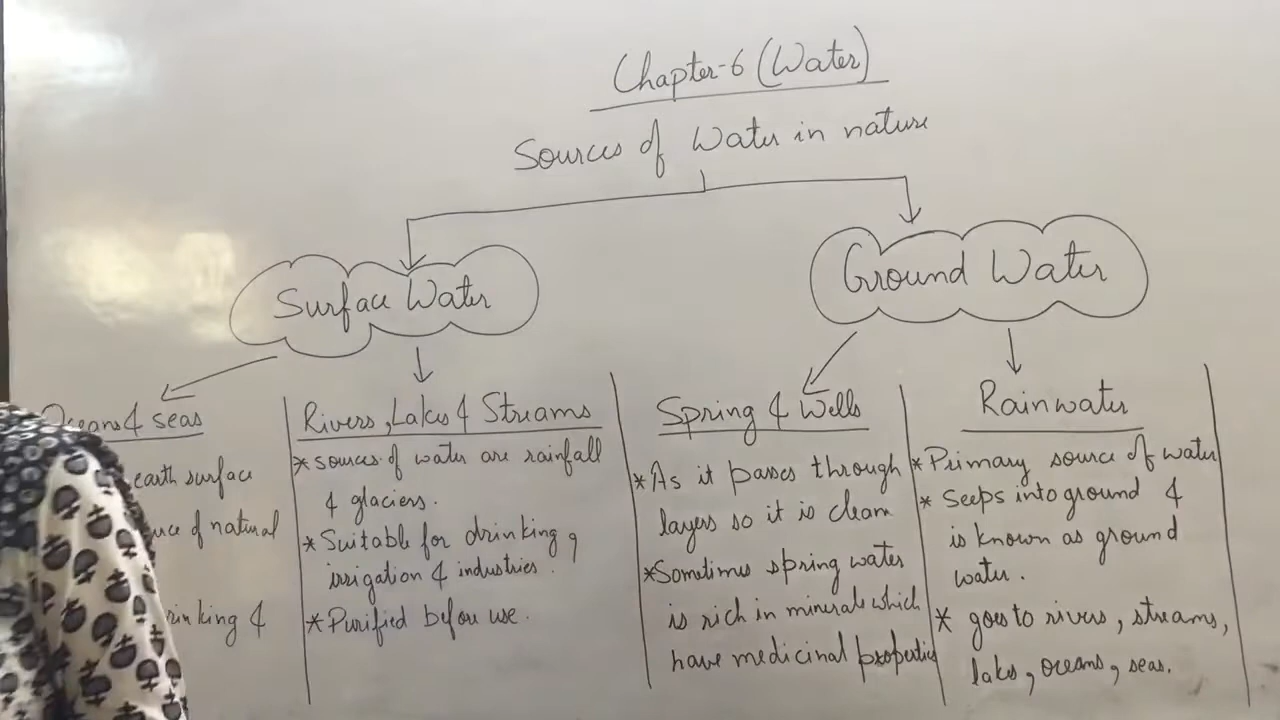 Chapter-6 (Water)
Sources of Water in nature
Surface Water
Ground Water
Oceans & seas
earth surface
of natural
&
Rivers, Lakes & Streams
* sources of water are rainfall
& glaciers.
* Suitable for drinking,
irrigation & industries.
* Purified before use.
Spring & Wells
* As it passes through
layers so it is clean
* Sometimes spring water
is rich in minerals which
have medicinal properties
Rainwater
* Primary source of water
* Seeps into ground &
is known as ground
water.
* goes to rivers, streams,
laks, oceans, seas.